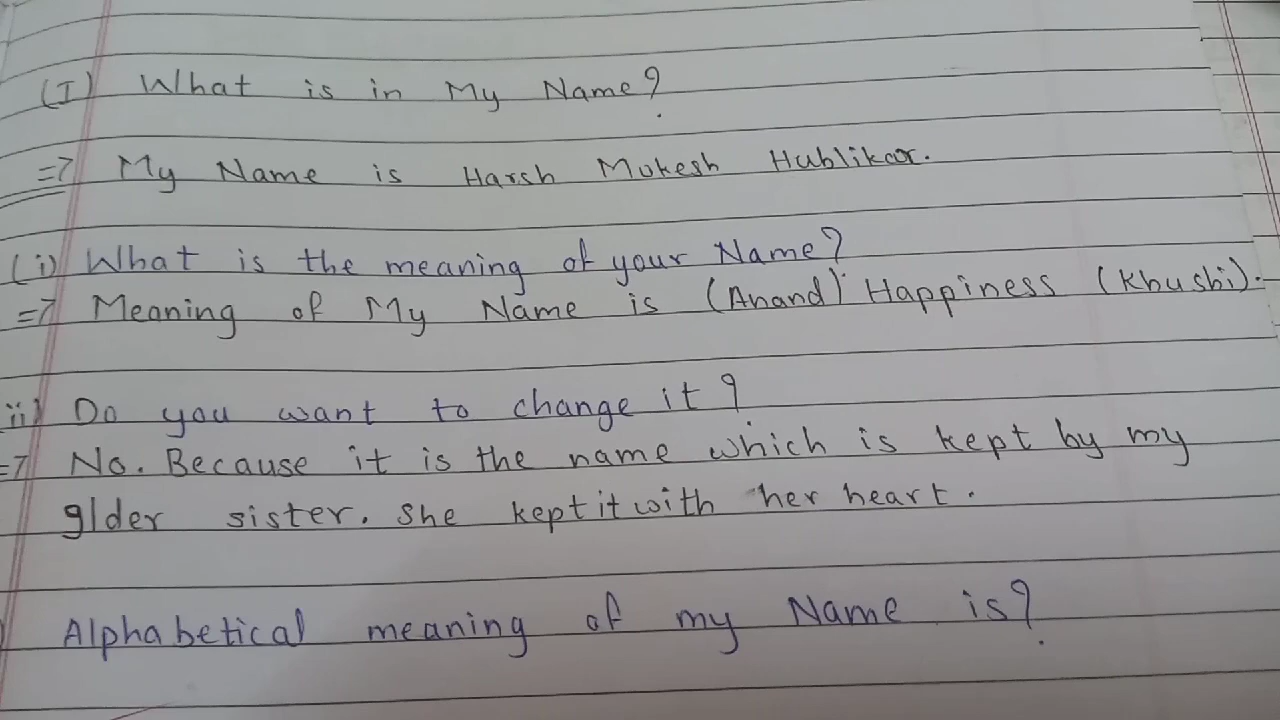 (I) What is in My Name?
=> My Name is Harsh Mukesh Hublikar.
(i) What is the meaning of your Name?
=> Meaning of My Name is (Anand) Happiness (Khushi).
ii) Do you want to change it?
=> No. Because it is the name which is kept by my
glder sister. She kept it with her heart.
) Alphabetical meaning of my Name is?